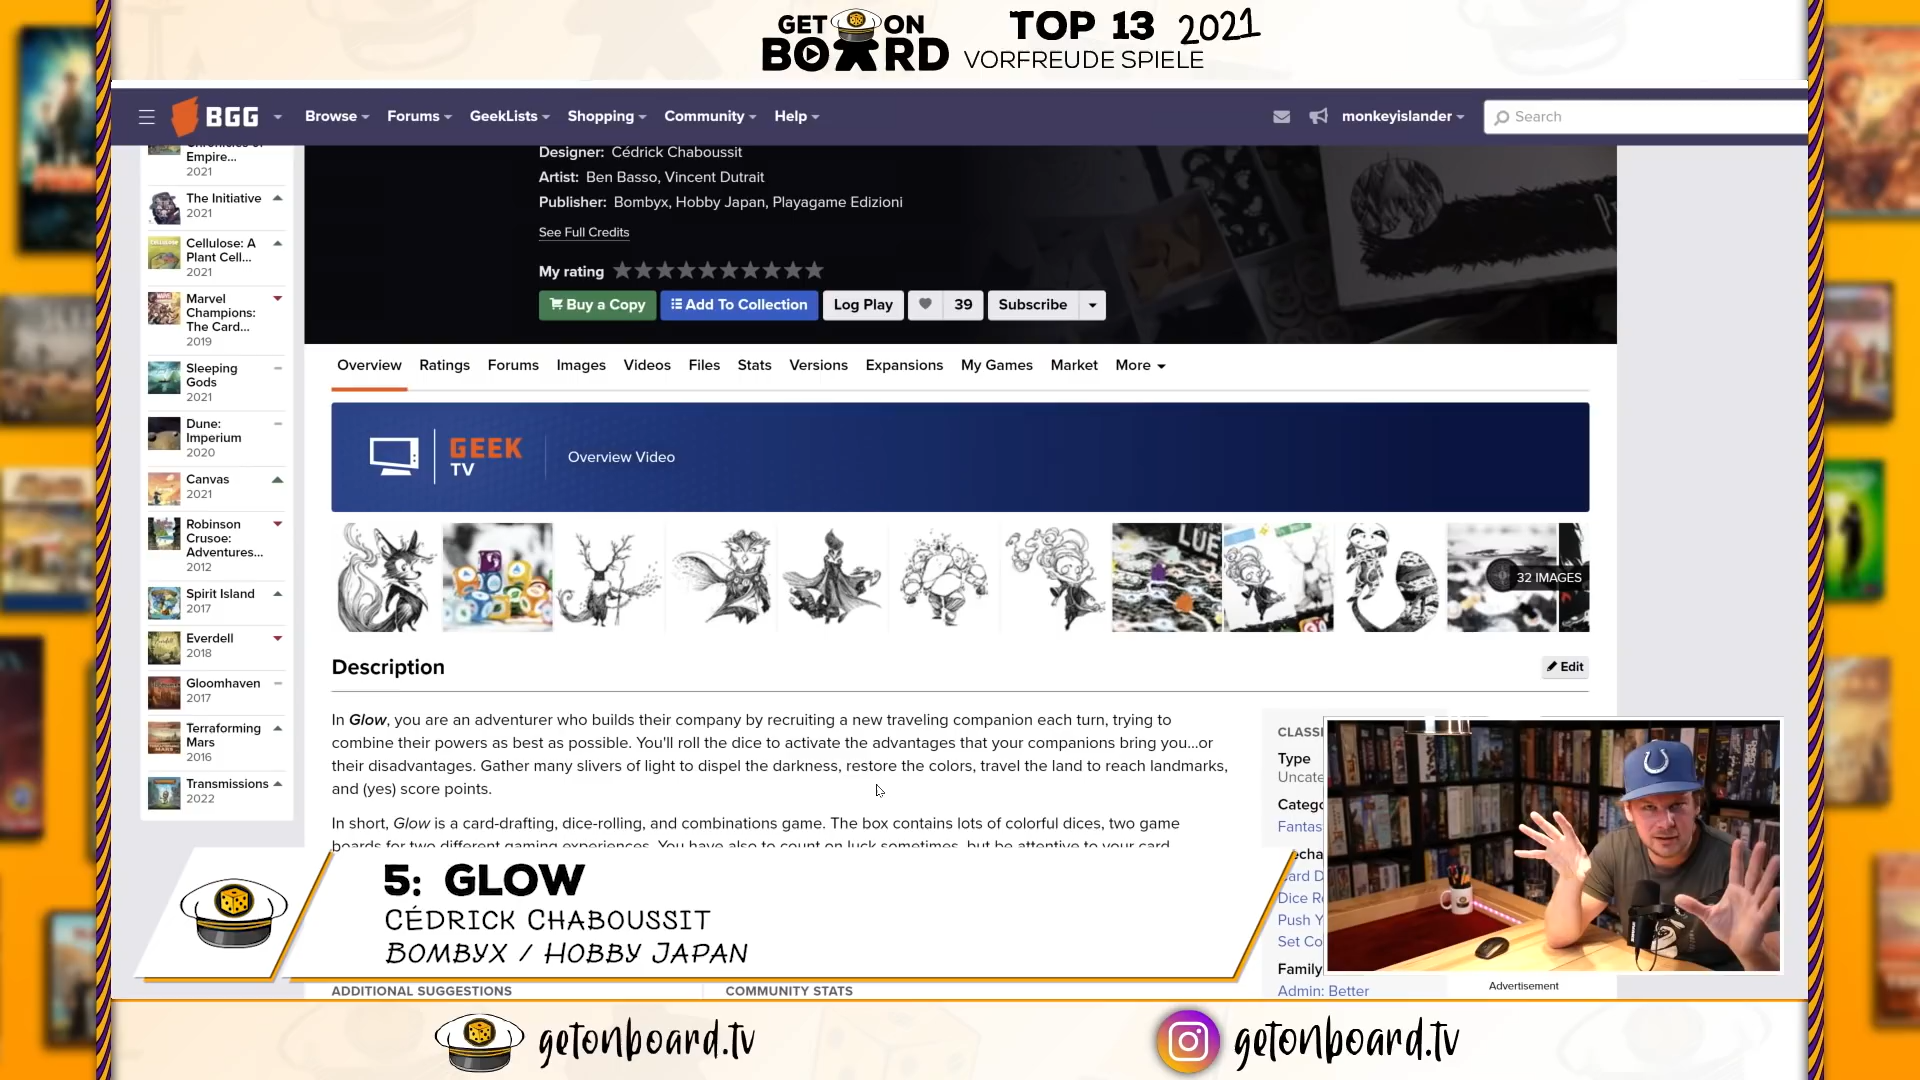 GET ON
BOARD
TOP 13 2021
VORFREUDE SPIELE
BGG
Browse
Forums
GeekLists
Shopping
Community
Help
monkeyislander
Search
Empire...
2021
The Initiative
2021
Cellulose: A
Plant Cell...
2021
Marvel
Champions:
The Card...
2019
Sleeping
Gods
2021
Dune:
Imperium
2020
Canvas
2021
Robinson
Crusoe:
Adventures...
2012
Spirit Island
2017
Everdell
2018
Gloomhaven
2017
Terraforming
Mars
2016
Transmissions
2022
Designer: Cédrick Chaboussit
Artist: Ben Basso, Vincent Dutrait
Publisher: Bombyx, Hobby Japan, Playagame Edizioni
See Full Credits
My rating
Buy a Copy
Add To Collection
Log Play
39
Subscribe
Overview
Ratings
Forums
Images
Videos
Files
Stats
Versions
Expansions
My Games
Market
More
GEEK
TV
Overview Video
LUE
32 IMAGES
Description
Edit
In Glow, you are an adventurer who builds their company by recruiting a new traveling companion each turn, trying to
combine their powers as best as possible. You'll roll the dice to activate the advantages that your companions bring you...or
their disadvantages. Gather many slivers of light to dispel the darkness, restore the colors, travel the land to reach landmarks,
and (yes) score points.
In short, Glow is a card-drafting, dice-rolling, and combinations game. The box contains lots of colorful dices, two game
boards for two different gaming experiences. You have also to count on luck sometimes, but be attentive to your card
CLASSI
Type
Uncate
Catego
Fantas
echa
ard D
Dice R
Push Y
Set Co
Family
Admin: Better
Advertisement
5: GLOW
CÉDRICK CHABOUSSIT
BOMBYX / HOBBY JAPAN
ADDITIONAL SUGGESTIONS
COMMUNITY STATS
getonboard.tv
getonboard.tv